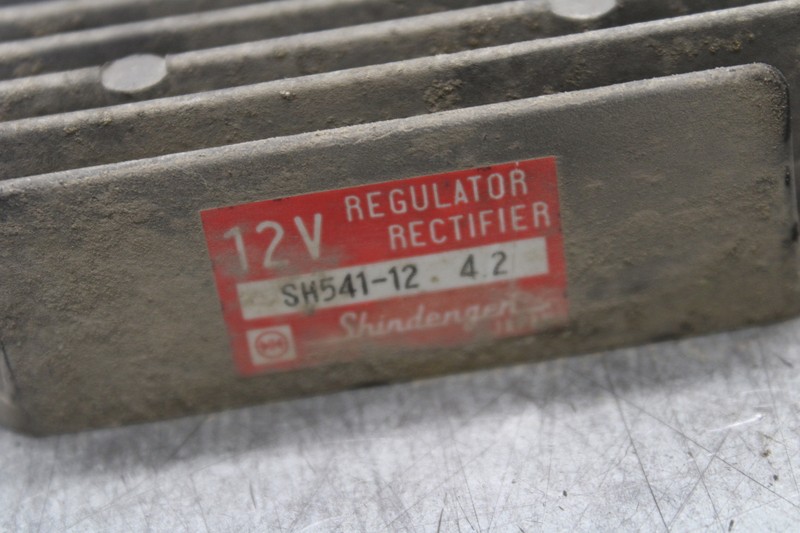 12V REGULATOR
RECTIFIER
SH541-12 . 4.2
Shindengen